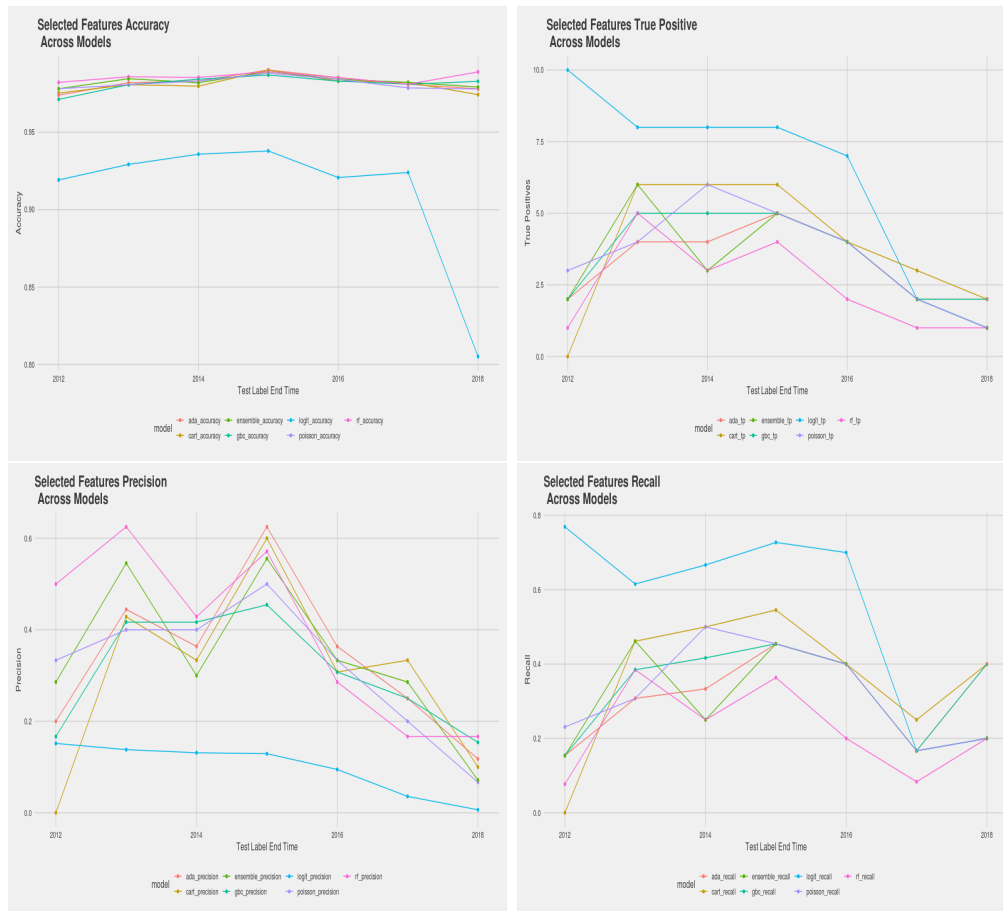 Selected Features Accuracy
Across Models
Accuracy
0.95
0.90
0.85
0.80
2012
2014
2016
2018
Test Label End Time
model
ada_accuracy
ensemble_accuracy
logit_accuracy
rf_accuracy
cart_accuracy
gbc_accuracy
poisson_accuracy
Selected Features True Positive
Across Models
True Positives
10.0
7.5
5.0
2.5
0.0
2012
2014
2016
2018
Test Label End Time
model
ada_tp
ensemble_tp
logit_tp
rf_tp
cart_tp
gbc_tp
poisson_tp
Selected Features Precision
Across Models
Precision
0.6
0.4
0.2
0.0
2012
2014
2016
2018
Test Label End Time
model
ada_precision
ensemble_precision
logit_precision
rf_precision
cart_precision
gbc_precision
poisson_precision
Selected Features Recall
Across Models
Recall
0.8
0.6
0.4
0.2
0.0
2012
2014
2016
2018
Test Label End Time
model
ada_recall
ensemble_recall
logit_recall
rf_recall
cart_recall
gbc_recall
poisson_recall